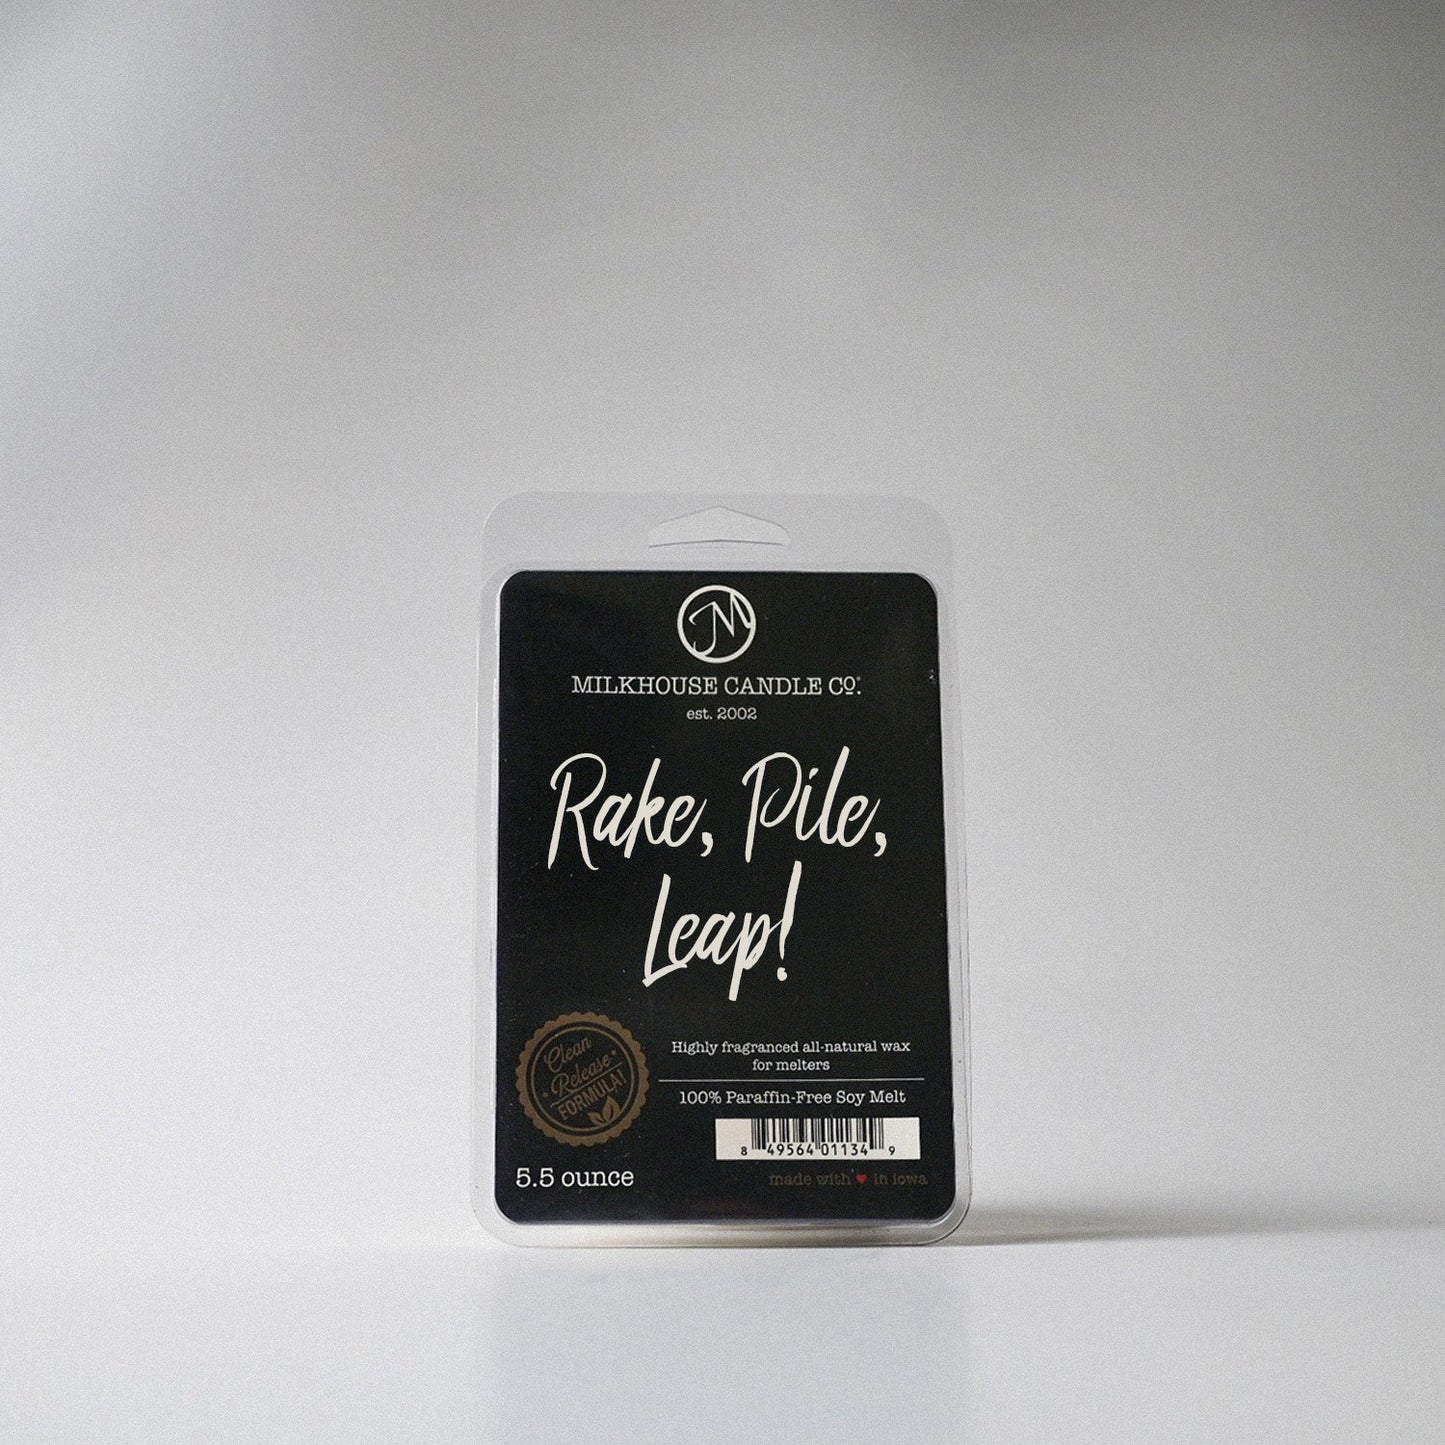 JM
MILKHOUSE CANDLE CO.®
est. 2002
Rake, Pile,
Leap!
Clean
Release
FORMULA!
Highly fragranced all-natural wax
for melters
100% Paraffin-Free Soy Melt
8 49564 01134 9
5.5 ounce
made with ♥ in iowa